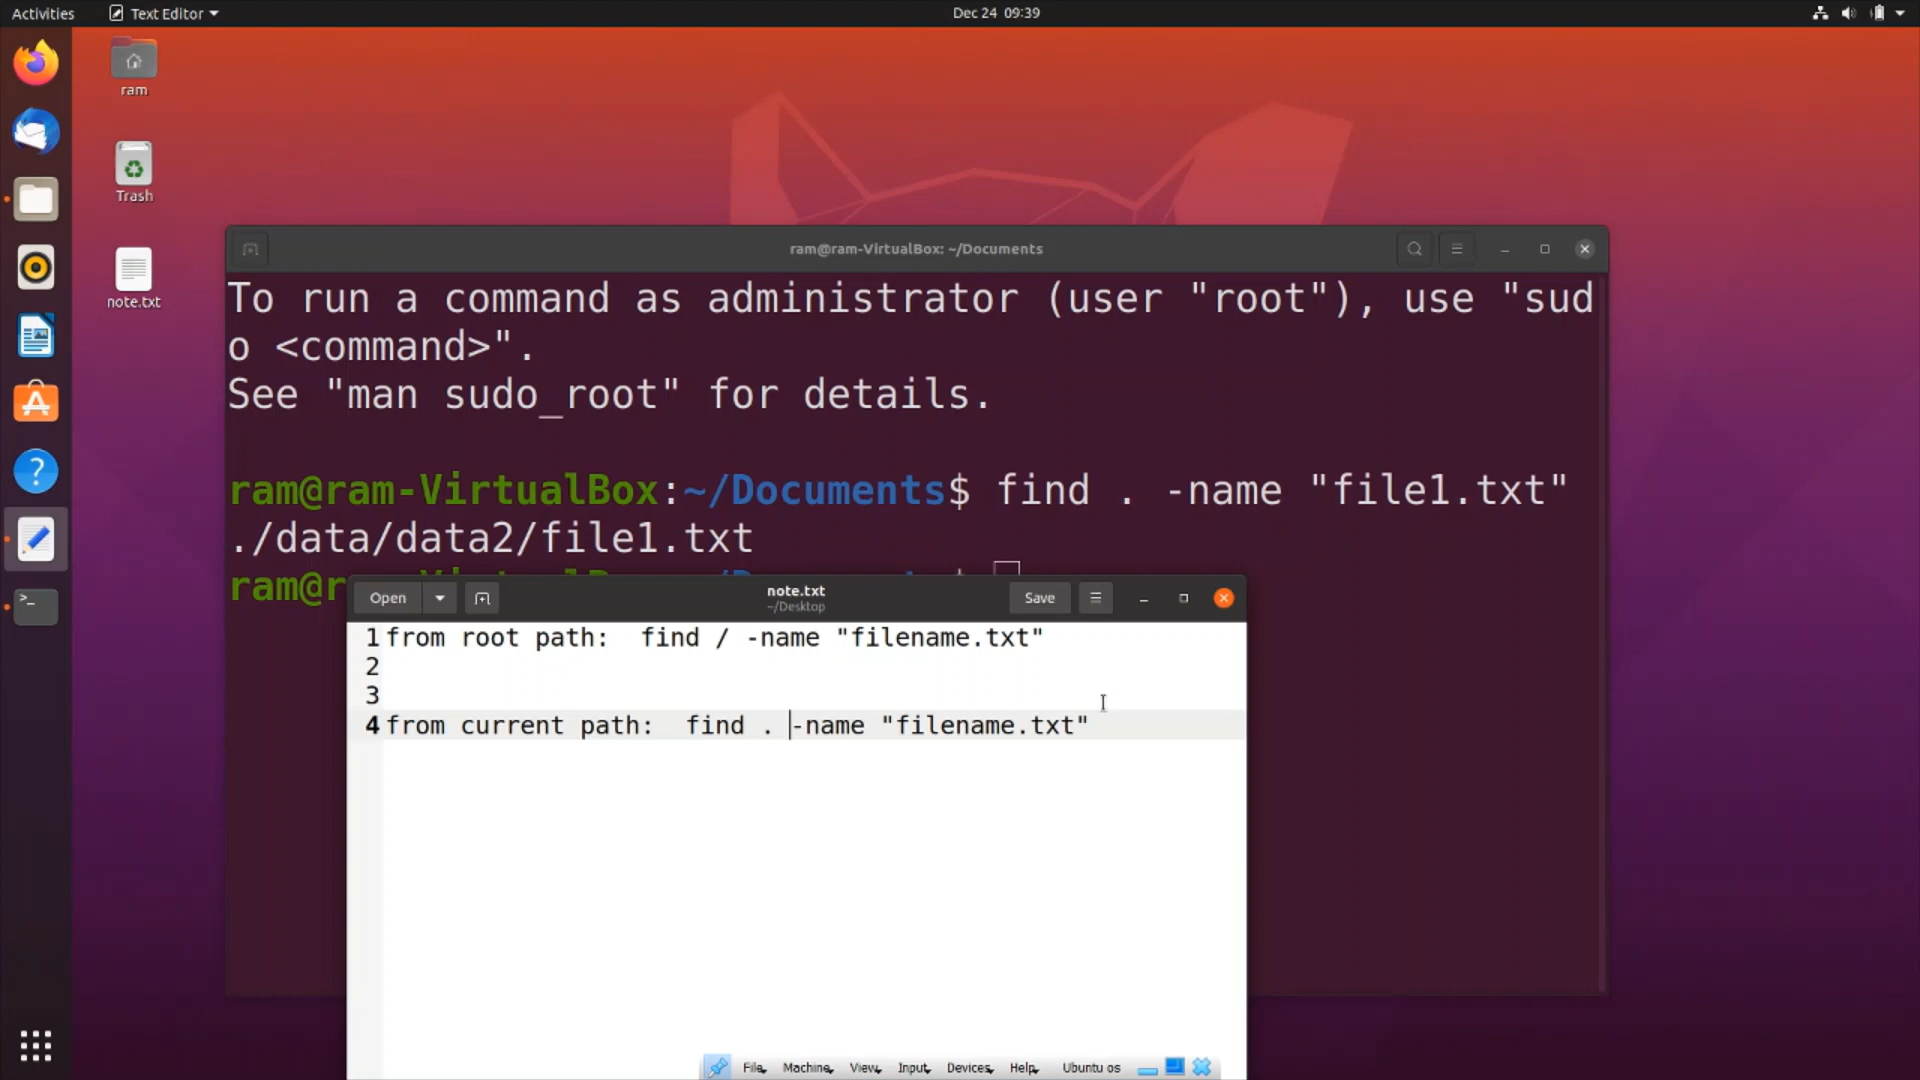 Activities
Text Editor
Dec 24 09:39
ram
Trash
note.txt
ram@ram-VirtualBox: ~/Documents
To run a command as administrator (user "root"), use "sud
o <command>".
See "man sudo_root" for details.
ram@ram-VirtualBox:~/Documents$ find . -name "file1.txt"
./data/data2/file1.txt
ram@r
Open
note.txt
~/Desktop
Save
1 from root path:  find / -name "filename.txt"
2
3
4 from current path:  find . -name "filename.txt"
File Machine View Input Devices Help Ubuntu os